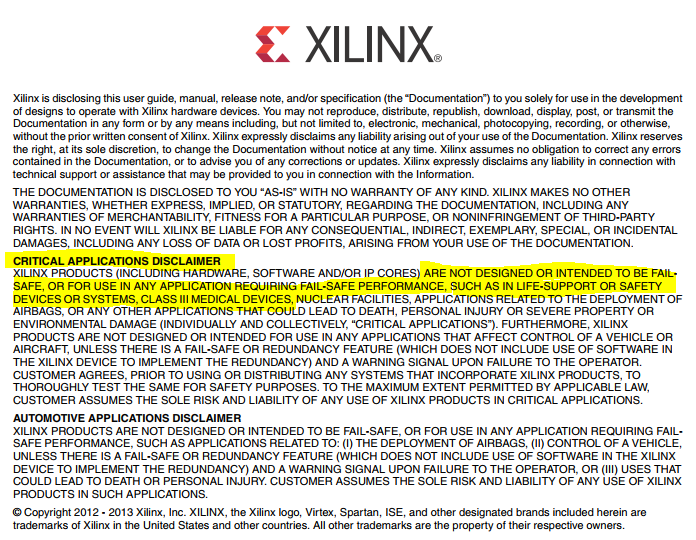 XILINX®
Xilinx is disclosing this user guide, manual, release note, and/or specification (the “Documentation”) to you solely for use in the development
of designs to operate with Xilinx hardware devices. You may not reproduce, distribute, republish, download, display, post, or transmit the
Documentation in any form or by any means including, but not limited to, electronic, mechanical, photocopying, recording, or otherwise,
without the prior written consent of Xilinx. Xilinx expressly disclaims any liability arising out of your use of the Documentation. Xilinx reserves
the right, at its sole discretion, to change the Documentation without notice at any time. Xilinx assumes no obligation to correct any errors
contained in the Documentation, or to advise you of any corrections or updates. Xilinx expressly disclaims any liability in connection with
technical support or assistance that may be provided to you in connection with the Information.
THE DOCUMENTATION IS DISCLOSED TO YOU “AS-IS” WITH NO WARRANTY OF ANY KIND. XILINX MAKES NO OTHER
WARRANTIES, WHETHER EXPRESS, IMPLIED, OR STATUTORY, REGARDING THE DOCUMENTATION, INCLUDING ANY
WARRANTIES OF MERCHANTABILITY, FITNESS FOR A PARTICULAR PURPOSE, OR NONINFRINGEMENT OF THIRD-PARTY
RIGHTS. IN NO EVENT WILL XILINX BE LIABLE FOR ANY CONSEQUENTIAL, INDIRECT, EXEMPLARY, SPECIAL, OR INCIDENTAL
DAMAGES, INCLUDING ANY LOSS OF DATA OR LOST PROFITS, ARISING FROM YOUR USE OF THE DOCUMENTATION.
CRITICAL APPLICATIONS DISCLAIMER
XILINX PRODUCTS (INCLUDING HARDWARE, SOFTWARE AND/OR IP CORES) ARE NOT DESIGNED OR INTENDED TO BE FAIL-
SAFE, OR FOR USE IN ANY APPLICATION REQUIRING FAIL-SAFE PERFORMANCE, SUCH AS IN LIFE-SUPPORT OR SAFETY
DEVICES OR SYSTEMS, CLASS III MEDICAL DEVICES, NUCLEAR FACILITIES, APPLICATIONS RELATED TO THE DEPLOYMENT OF
AIRBAGS, OR ANY OTHER APPLICATIONS THAT COULD LEAD TO DEATH, PERSONAL INJURY OR SEVERE PROPERTY OR
ENVIRONMENTAL DAMAGE (INDIVIDUALLY AND COLLECTIVELY, “CRITICAL APPLICATIONS”). FURTHERMORE, XILINX
PRODUCTS ARE NOT DESIGNED OR INTENDED FOR USE IN ANY APPLICATIONS THAT AFFECT CONTROL OF A VEHICLE OR
AIRCRAFT, UNLESS THERE IS A FAIL-SAFE OR REDUNDANCY FEATURE (WHICH DOES NOT INCLUDE USE OF SOFTWARE IN
THE XILINX DEVICE TO IMPLEMENT THE REDUNDANCY) AND A WARNING SIGNAL UPON FAILURE TO THE OPERATOR.
CUSTOMER AGREES, PRIOR TO USING OR DISTRIBUTING ANY SYSTEMS THAT INCORPORATE XILINX PRODUCTS, TO
THOROUGHLY TEST THE SAME FOR SAFETY PURPOSES. TO THE MAXIMUM EXTENT PERMITTED BY APPLICABLE LAW,
CUSTOMER ASSUMES THE SOLE RISK AND LIABILITY OF ANY USE OF XILINX PRODUCTS IN CRITICAL APPLICATIONS.
AUTOMOTIVE APPLICATIONS DISCLAIMER
XILINX PRODUCTS ARE NOT DESIGNED OR INTENDED TO BE FAIL-SAFE, OR FOR USE IN ANY APPLICATION REQUIRING FAIL-
SAFE PERFORMANCE, SUCH AS APPLICATIONS RELATED TO: (I) THE DEPLOYMENT OF AIRBAGS, (II) CONTROL OF A VEHICLE,
UNLESS THERE IS A FAIL-SAFE OR REDUNDANCY FEATURE (WHICH DOES NOT INCLUDE USE OF SOFTWARE IN THE XILINX
DEVICE TO IMPLEMENT THE REDUNDANCY) AND A WARNING SIGNAL UPON FAILURE TO THE OPERATOR, OR (III) USES THAT
COULD LEAD TO DEATH OR PERSONAL INJURY. CUSTOMER ASSUMES THE SOLE RISK AND LIABILITY OF ANY USE OF XILINX
PRODUCTS IN SUCH APPLICATIONS.
© Copyright 2012 - 2013 Xilinx, Inc. XILINX, the Xilinx logo, Virtex, Spartan, ISE, and other designated brands included herein are
trademarks of Xilinx in the United States and other countries. All other trademarks are the property of their respective owners.